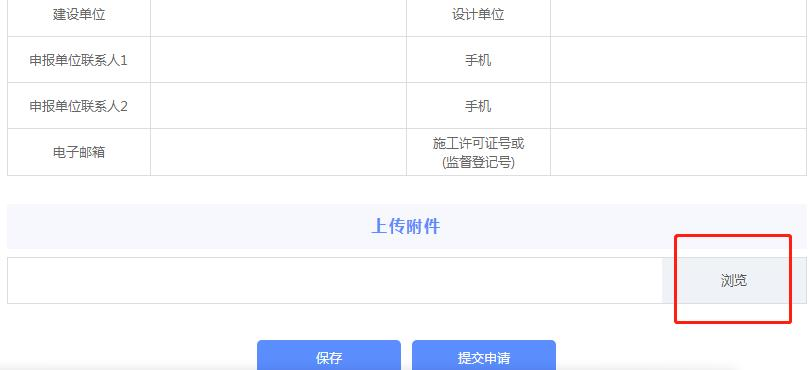 建设单位 设计单位
申报单位联系人1 手机
申报单位联系人2 手机
电子邮箱 施工许可证号或
(监督登记号)
上传附件
浏览
保存 提交申请